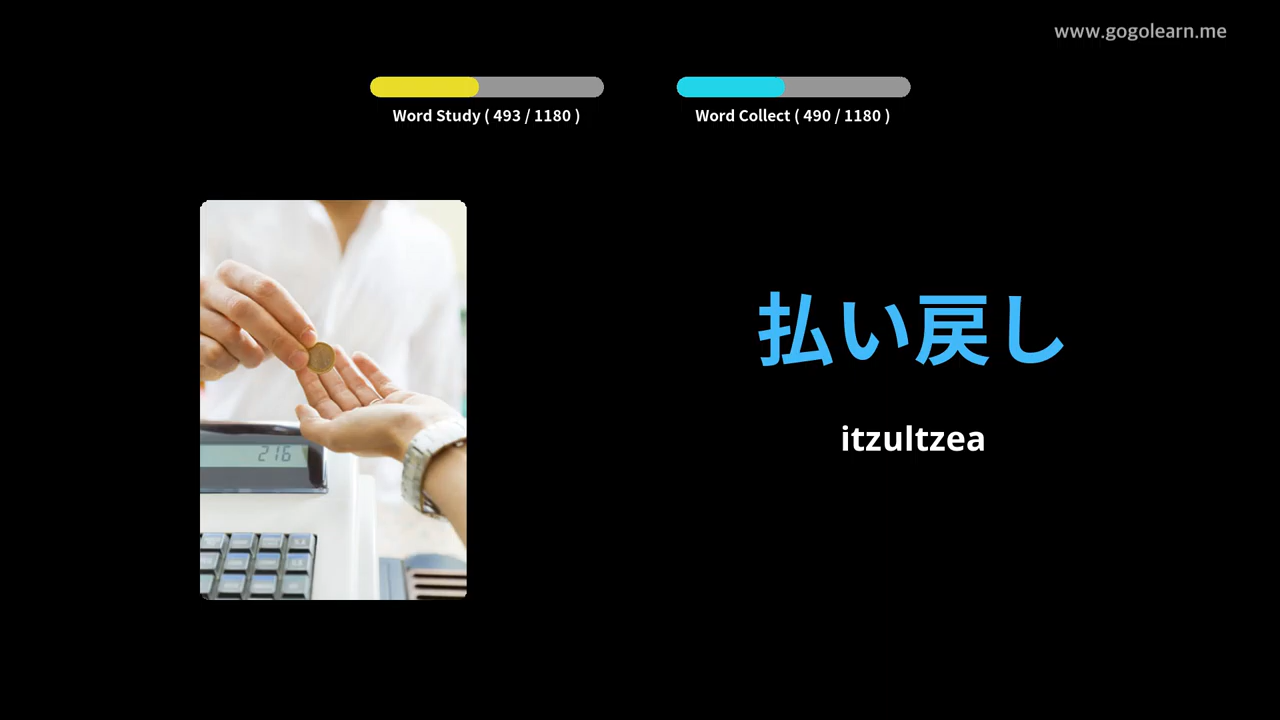 www.gogolearn.me
Word Study ( 493 / 1180 )
Word Collect ( 490 / 1180 )
216
払い戻し
itzultzea